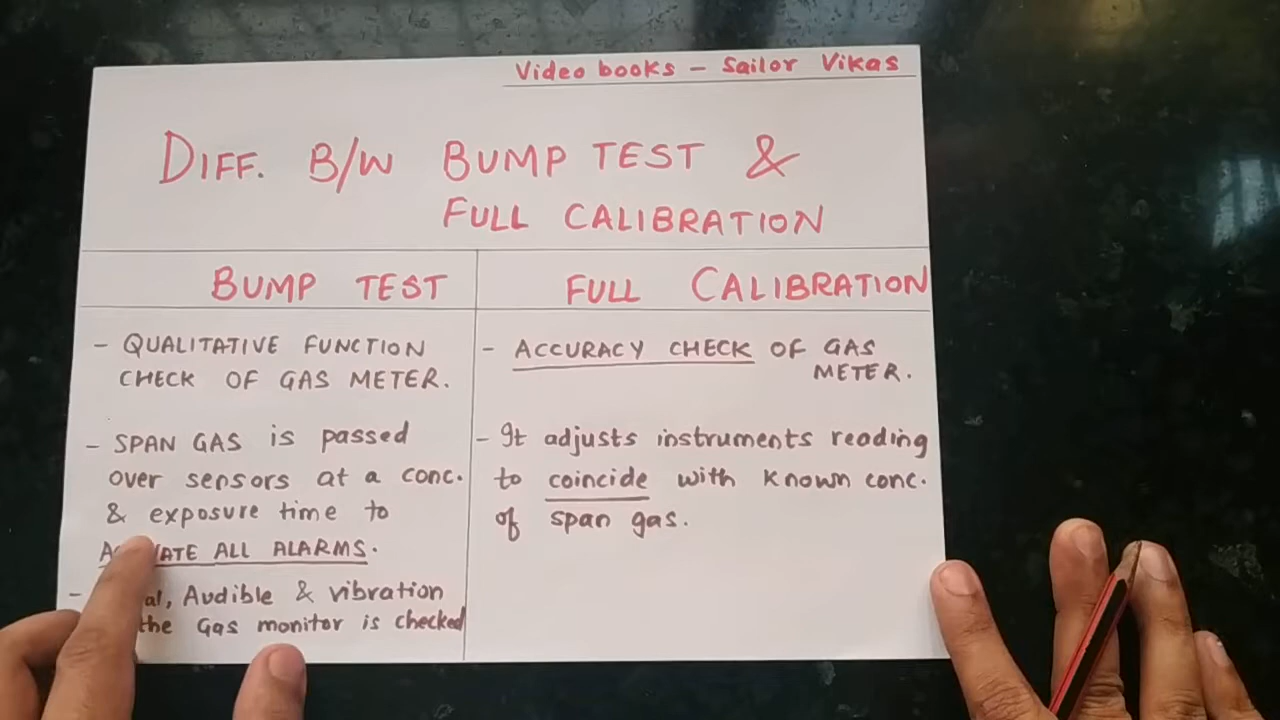 Video books - Sailor Vikas
DIFF. B/W BUMP TEST &
FULL CALIBRATION
BUMP TEST
FULL CALIBRATION
- QUALITATIVE FUNCTION
CHECK OF GAS METER.
- SPAN GAS is passed
over sensors at a conc.
& exposure time to
ALL ALARMS.
- Audible & vibration
the Gas monitor is checked
- ACCURACY CHECK OF GAS
METER.
- It adjusts instruments reading
to coincide with known conc.
of span gas.